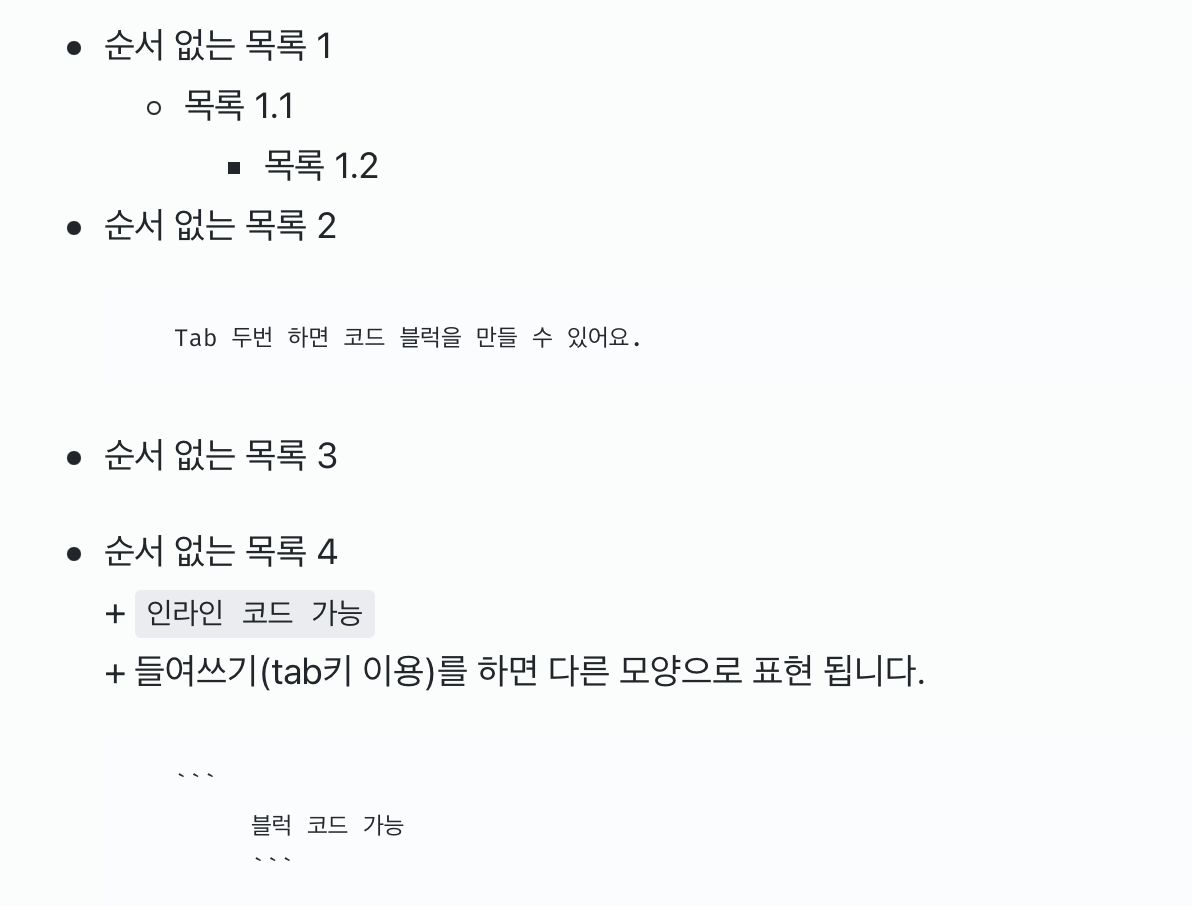 • 순서 없는 목록 1
○ 목록 1.1
▪ 목록 1.2
• 순서 없는 목록 2
Tab 두번 하면 코드 블럭을 만들 수 있어요.
• 순서 없는 목록 3
• 순서 없는 목록 4
+ 인라인 코드 가능
+ 들여쓰기(tab키 이용)를 하면 다른 모양으로 표현 됩니다.
```
블럭 코드 가능
```